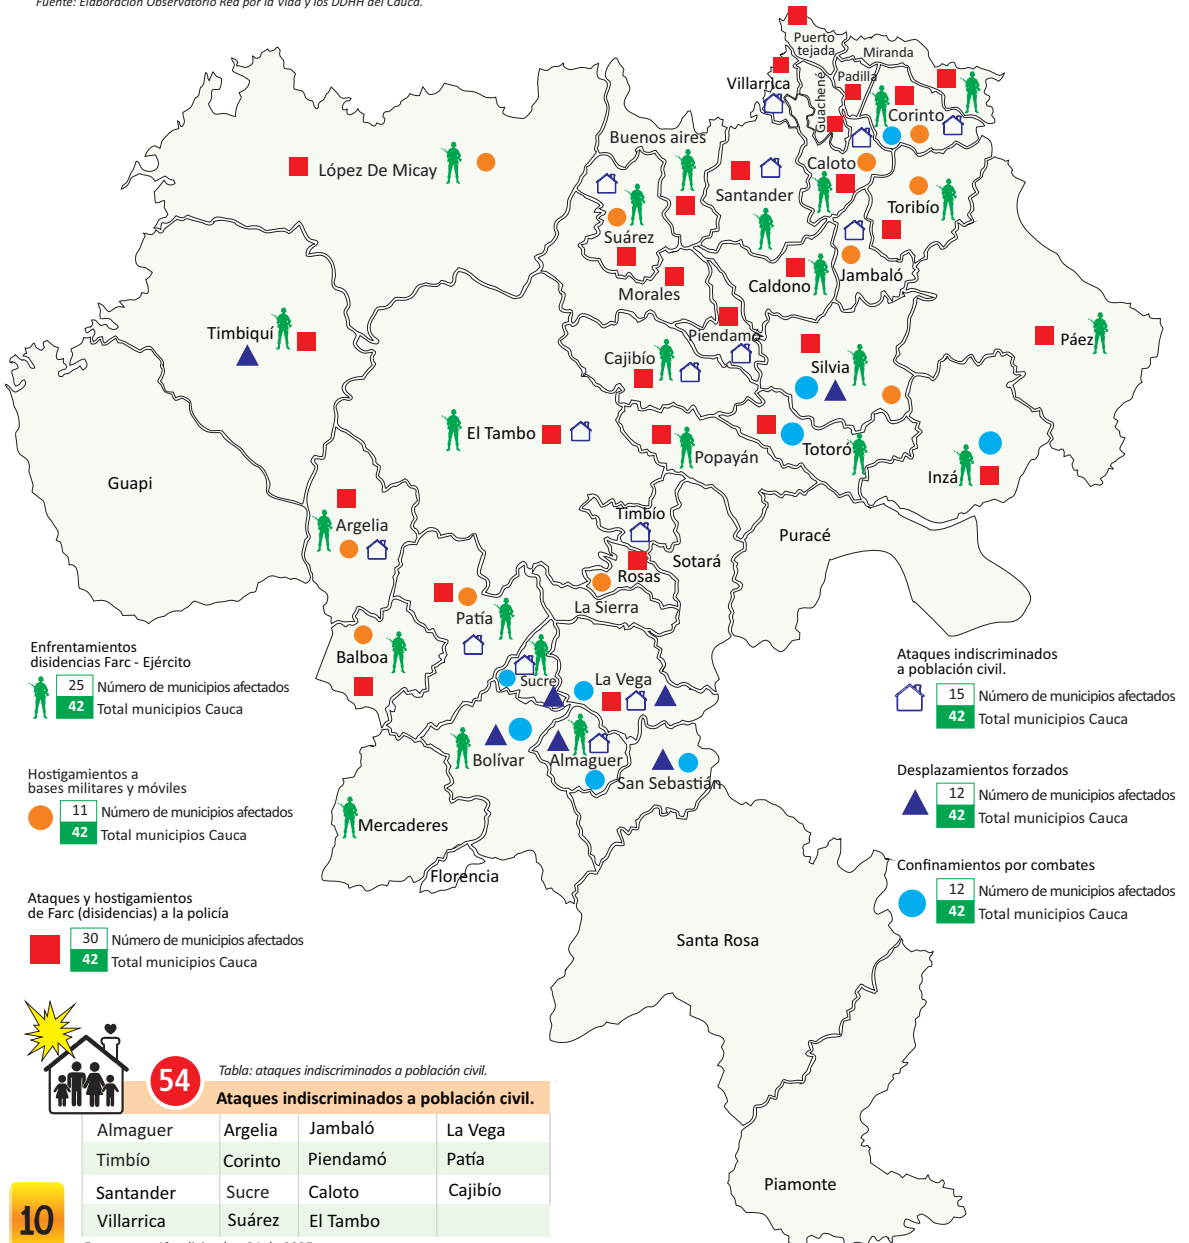 Fuente: Elaboración Observatorio Red por la Vida y los DDHH del Cauca.
Puerto
tejada
Miranda
Villarrica
Guachené
Padilla
Corinto
Buenos aires
López De Micay
Santander
Caloto
Toribío
Suárez
Jambaló
Morales
Caldono
Timbiquí
Piendamó
Páez
Cajibío
Silvia
El Tambo
Popayán
Totoró
Inzá
Guapi
Argelia
Timbío
Puracé
Sotará
Rosas
La Sierra
Patía
Balboa
Sucre
La Vega
Bolívar
Almaguer
San Sebastián
Mercaderes
Florencia
Santa Rosa
Piamonte
Enfrentamientos
disidencias Farc - Ejército
25 Número de municipios afectados
42 Total municipios Cauca
Hostigamientos a
bases militares y móviles
11 Número de municipios afectados
42 Total municipios Cauca
Ataques y hostigamientos
de Farc (disidencias) a la policía
30 Número de municipios afectados
42 Total municipios Cauca
Ataques indiscriminados
a población civil.
15 Número de municipios afectados
42 Total municipios Cauca
Desplazamientos forzados
12 Número de municipios afectados
42 Total municipios Cauca
Confinamientos por combates
12 Número de municipios afectados
42 Total municipios Cauca
54
Tabla: ataques indiscriminados a población civil.
Ataques indiscriminados a población civil.
Almaguer Argelia Jambaló La Vega
Timbío Corinto Piendamó Patía
Santander Sucre Caloto Cajibío
Villarrica Suárez El Tambo
10